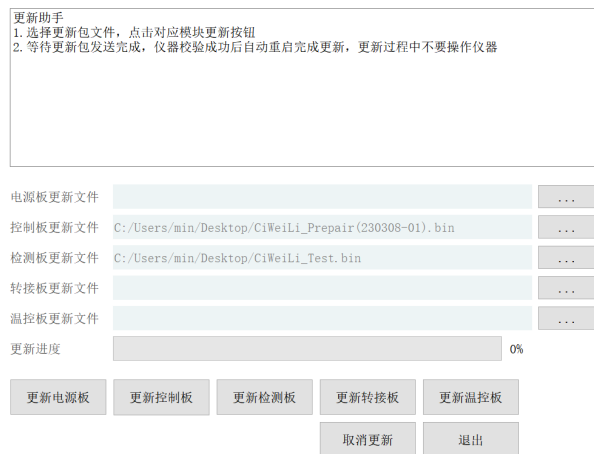 更新助手
1. 选择更新包文件，点击对应模块更新按钮
2. 等待更新包发送完成，仪器校验成功后自动重启完成更新，更新过程中不要操作仪器
电源板更新文件 ...
控制板更新文件 C:/Users/min/Desktop/CiWeiLi_Prepair(230308-01).bin ...
检测板更新文件 C:/Users/min/Desktop/CiWeiLi_Test.bin ...
转接板更新文件 ...
温控板更新文件 ...
更新进度 0%
更新电源板 更新控制板 更新检测板 更新转接板 更新温控板
取消更新 退出